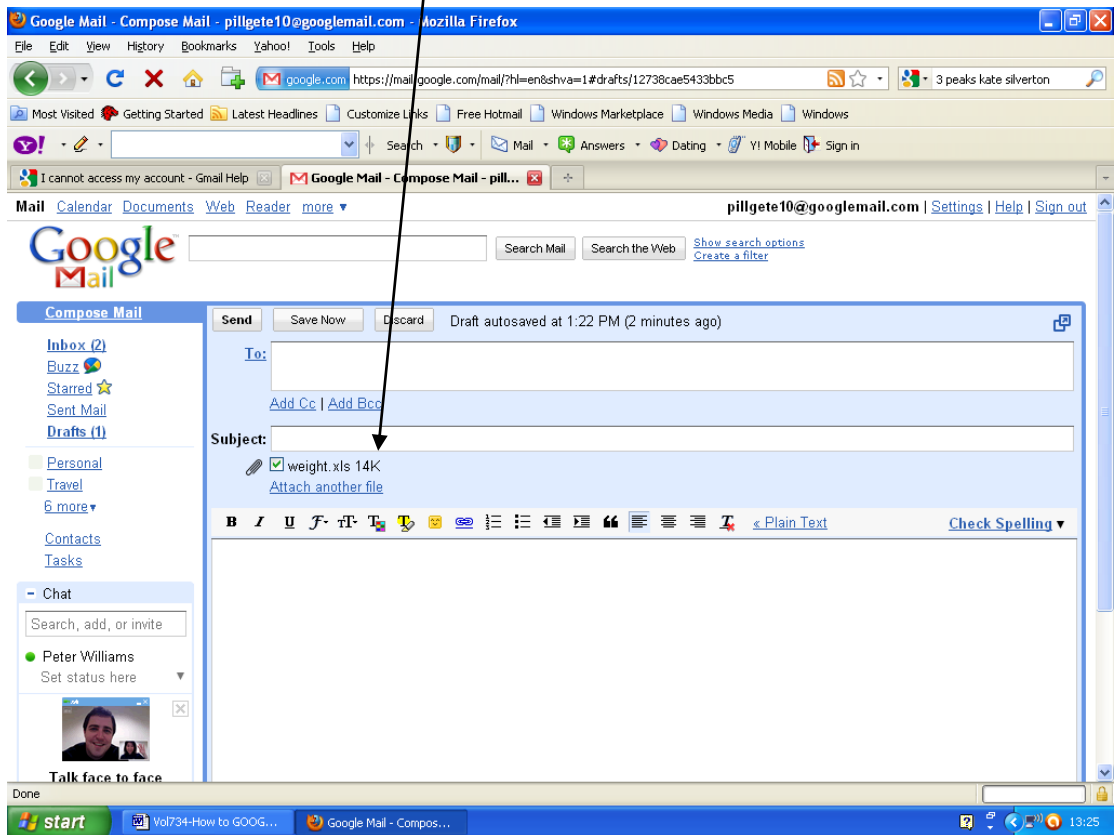 Google Mail - Compose Mail - pillgete10@googlemail.com - Mozilla Firefox
File Edit View History Bookmarks Yahoo! Tools Help
google.com https://mail.google.com/mail/?hl=en&shva=1#drafts/12738cae5433bbc5 3 peaks kate silverton
Most Visited Getting Started Latest Headlines Customize Links Free Hotmail Windows Marketplace Windows Media Windows
Y! Search Mail Answers Dating Y! Mobile Sign in
I cannot access my account - Gmail Help Google Mail - Compose Mail - pill...
Mail Calendar Documents Web Reader more ▼ pillgete10@googlemail.com | Settings | Help | Sign out
Google Mail Search Mail Search the Web Show search options
Create a filter
Compose Mail
Send Save Now Discard Draft autosaved at 1:22 PM (2 minutes ago)
Inbox (2)
To:
Buzz
Starred
Sent Mail
Add Cc | Add Bcc
Drafts (1)
Subject:
Personal
weight.xls 14K
Travel
Attach another file
6 more ▼
B I U F T T « Plain Text Check Spelling ▼
Contacts
Tasks
− Chat
Search, add, or invite
Peter Williams
Set status here
Talk face to face
Done
start Vol734-How to GOOG... Google Mail - Compos... 13:25